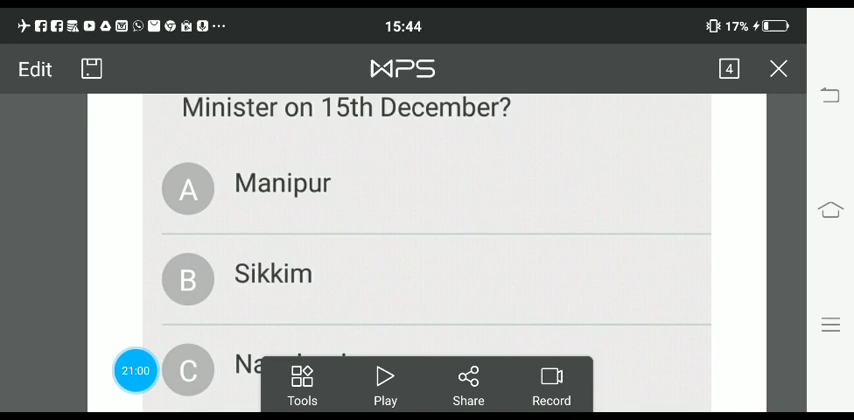 15:44
17%
Edit
WPS
4
Minister on 15th December?
A Manipur
B Sikkim
C
21:00
Tools Play Share Record